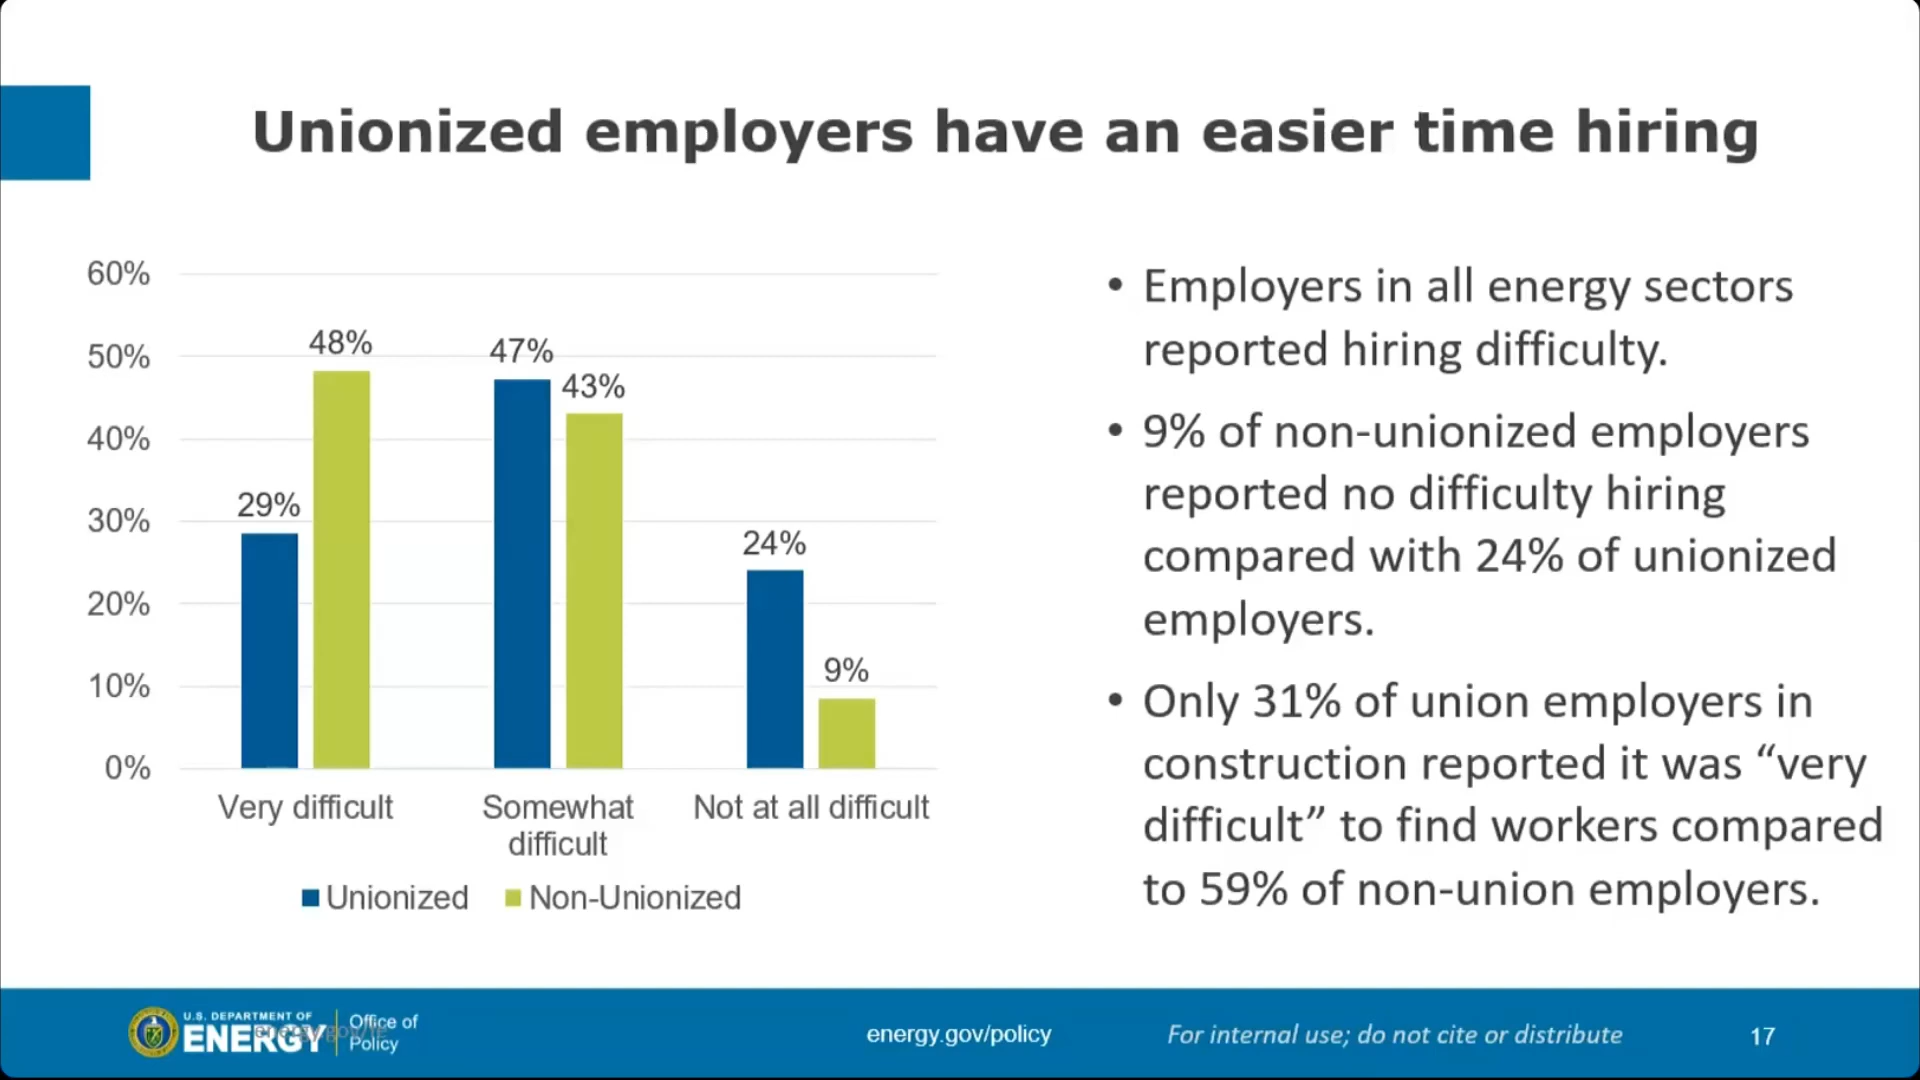 Unionized employers have an easier time hiring
60%
50%
40%
30%
20%
10%
0%
29%
48%
47%
43%
24%
9%
Very difficult
Somewhat
difficult
Not at all difficult
Unionized
Non-Unionized
• Employers in all energy sectors
reported hiring difficulty.
• 9% of non-unionized employers
reported no difficulty hiring
compared with 24% of unionized
employers.
• Only 31% of union employers in
construction reported it was “very
difficult” to find workers compared
to 59% of non-union employers.
U.S. DEPARTMENT OF
ENERGY
Office of
Policy
energy.gov/policy
For internal use; do not cite or distribute
17